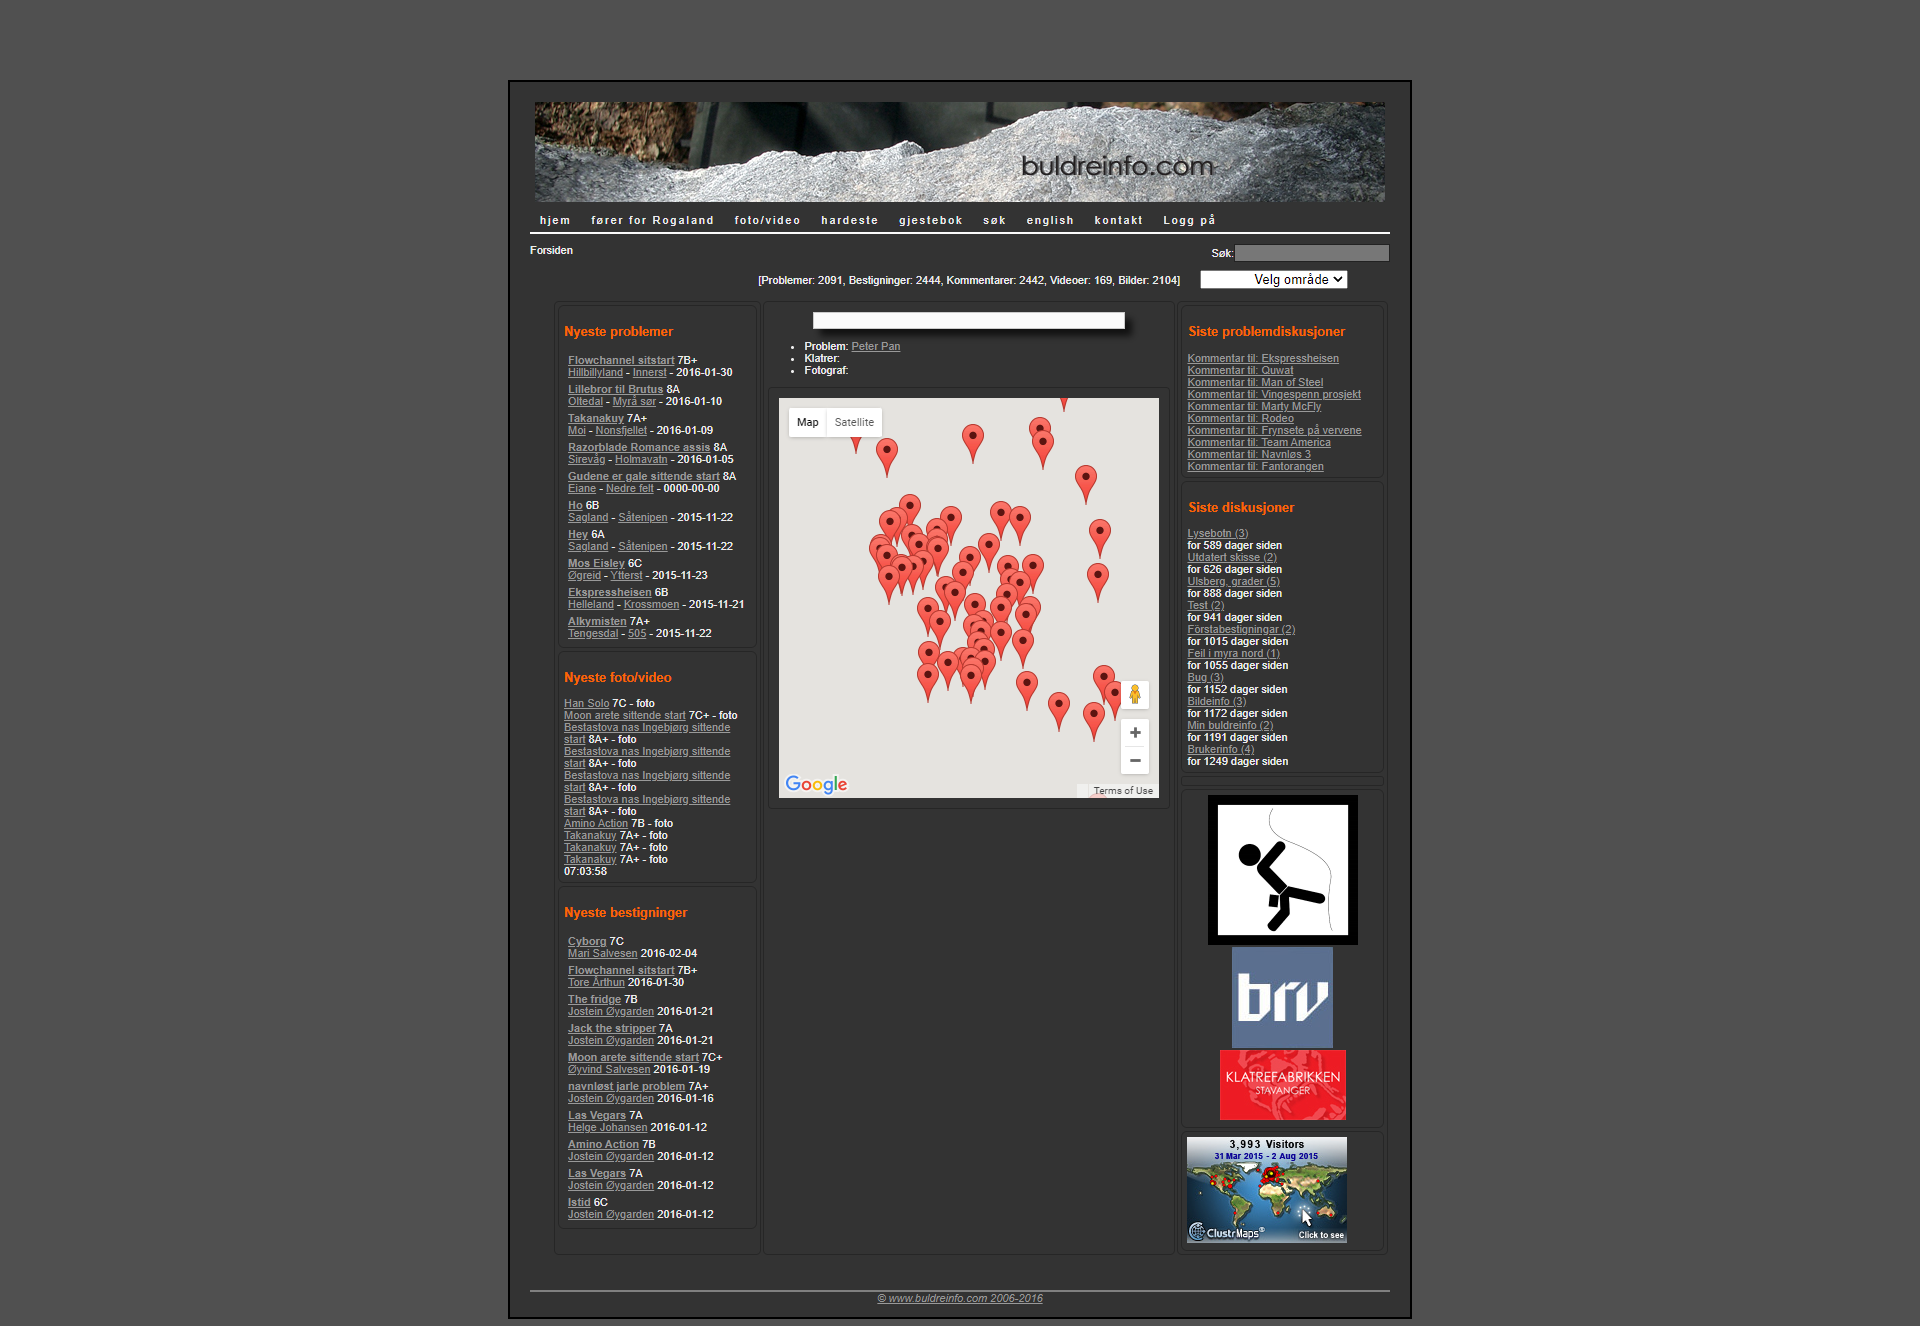 buldreinfo.com
hjem fører for Rogaland foto/video hardeste gjestebok søk english kontakt Logg på
Forsiden
Søk:
[Problemer: 2091, Bestigninger: 2444, Kommentarer: 2442, Videoer: 169, Bilder: 2104]
Velg område
Nyeste problemer
Flowchannel sitstart 7B+
Hillbillyland - Innerst - 2016-01-30
Lillebror til Brutus 8A
Oltedal - Myrå sør - 2016-01-10
Takanakuy 7A+
Moi - Nonsfjellet - 2016-01-09
Razorblade Romance assis 8A
Sirevåg - Holmavatn - 2016-01-05
Gudene er gale sittende start 8A
Eiane - Nedre felt - 0000-00-00
Ho 6B
Sagland - Såtenipen - 2015-11-22
Hey 6A
Sagland - Såtenipen - 2015-11-22
Mos Eisley 6C
Øgreid - Ytterst - 2015-11-23
Ekspressheisen 6B
Helleland - Krossmoen - 2015-11-21
Alkymisten 7A+
Tengesdal - 505 - 2015-11-22
Nyeste foto/video
Han Solo 7C - foto
Moon arete sittende start 7C+ - foto
Bestastova nas Ingebjørg sittende
start 8A+ - foto
Bestastova nas Ingebjørg sittende
start 8A+ - foto
Bestastova nas Ingebjørg sittende
start 8A+ - foto
Bestastova nas Ingebjørg sittende
start 8A+ - foto
Amino Action 7B - foto
Takanakuy 7A+ - foto
Takanakuy 7A+ - foto
Takanakuy 7A+ - foto
07:03:58
Nyeste bestigninger
Cyborg 7C
Mari Salvesen 2016-02-04
Flowchannel sitstart 7B+
Tore Årthun 2016-01-30
The fridge 7B
Jostein Øygarden 2016-01-21
Jack the stripper 7A
Jostein Øygarden 2016-01-21
Moon arete sittende start 7C+
Øyvind Salvesen 2016-01-19
navnløst jarle problem 7A+
Jostein Øygarden 2016-01-16
Las Vegars 7A
Helge Johansen 2016-01-12
Amino Action 7B
Jostein Øygarden 2016-01-12
Las Vegars 7A
Jostein Øygarden 2016-01-12
Istid 6C
Jostein Øygarden 2016-01-12
Problem: Peter Pan
Klatrer:
Fotograf:
Map Satellite
Google
Terms of Use
Siste problemdiskusjoner
Kommentar til: Ekspressheisen
Kommentar til: Quwat
Kommentar til: Man of Steel
Kommentar til: Vingespenn prosjekt
Kommentar til: Marty McFly
Kommentar til: Rodeo
Kommentar til: Frynsete på vervene
Kommentar til: Team America
Kommentar til: Navnløs 3
Kommentar til: Fantorangen
Siste diskusjoner
Lysebotn (3)
for 589 dager siden
Utdatert skisse (2)
for 626 dager siden
Ulsberg, grader (5)
for 888 dager siden
Test (2)
for 941 dager siden
Förstabestigningar (2)
for 1015 dager siden
Feil i myra nord (1)
for 1055 dager siden
Bug (3)
for 1152 dager siden
Bildeinfo (3)
for 1172 dager siden
Min buldreinfo (2)
for 1191 dager siden
Brukerinfo (4)
for 1249 dager siden
brv
KLATREFABRIKKEN
STAVANGER
3,993 Visitors
31 Mar 2015 - 2 Aug 2015
ClustrMaps®
Click to see
© www.buldreinfo.com 2006-2016